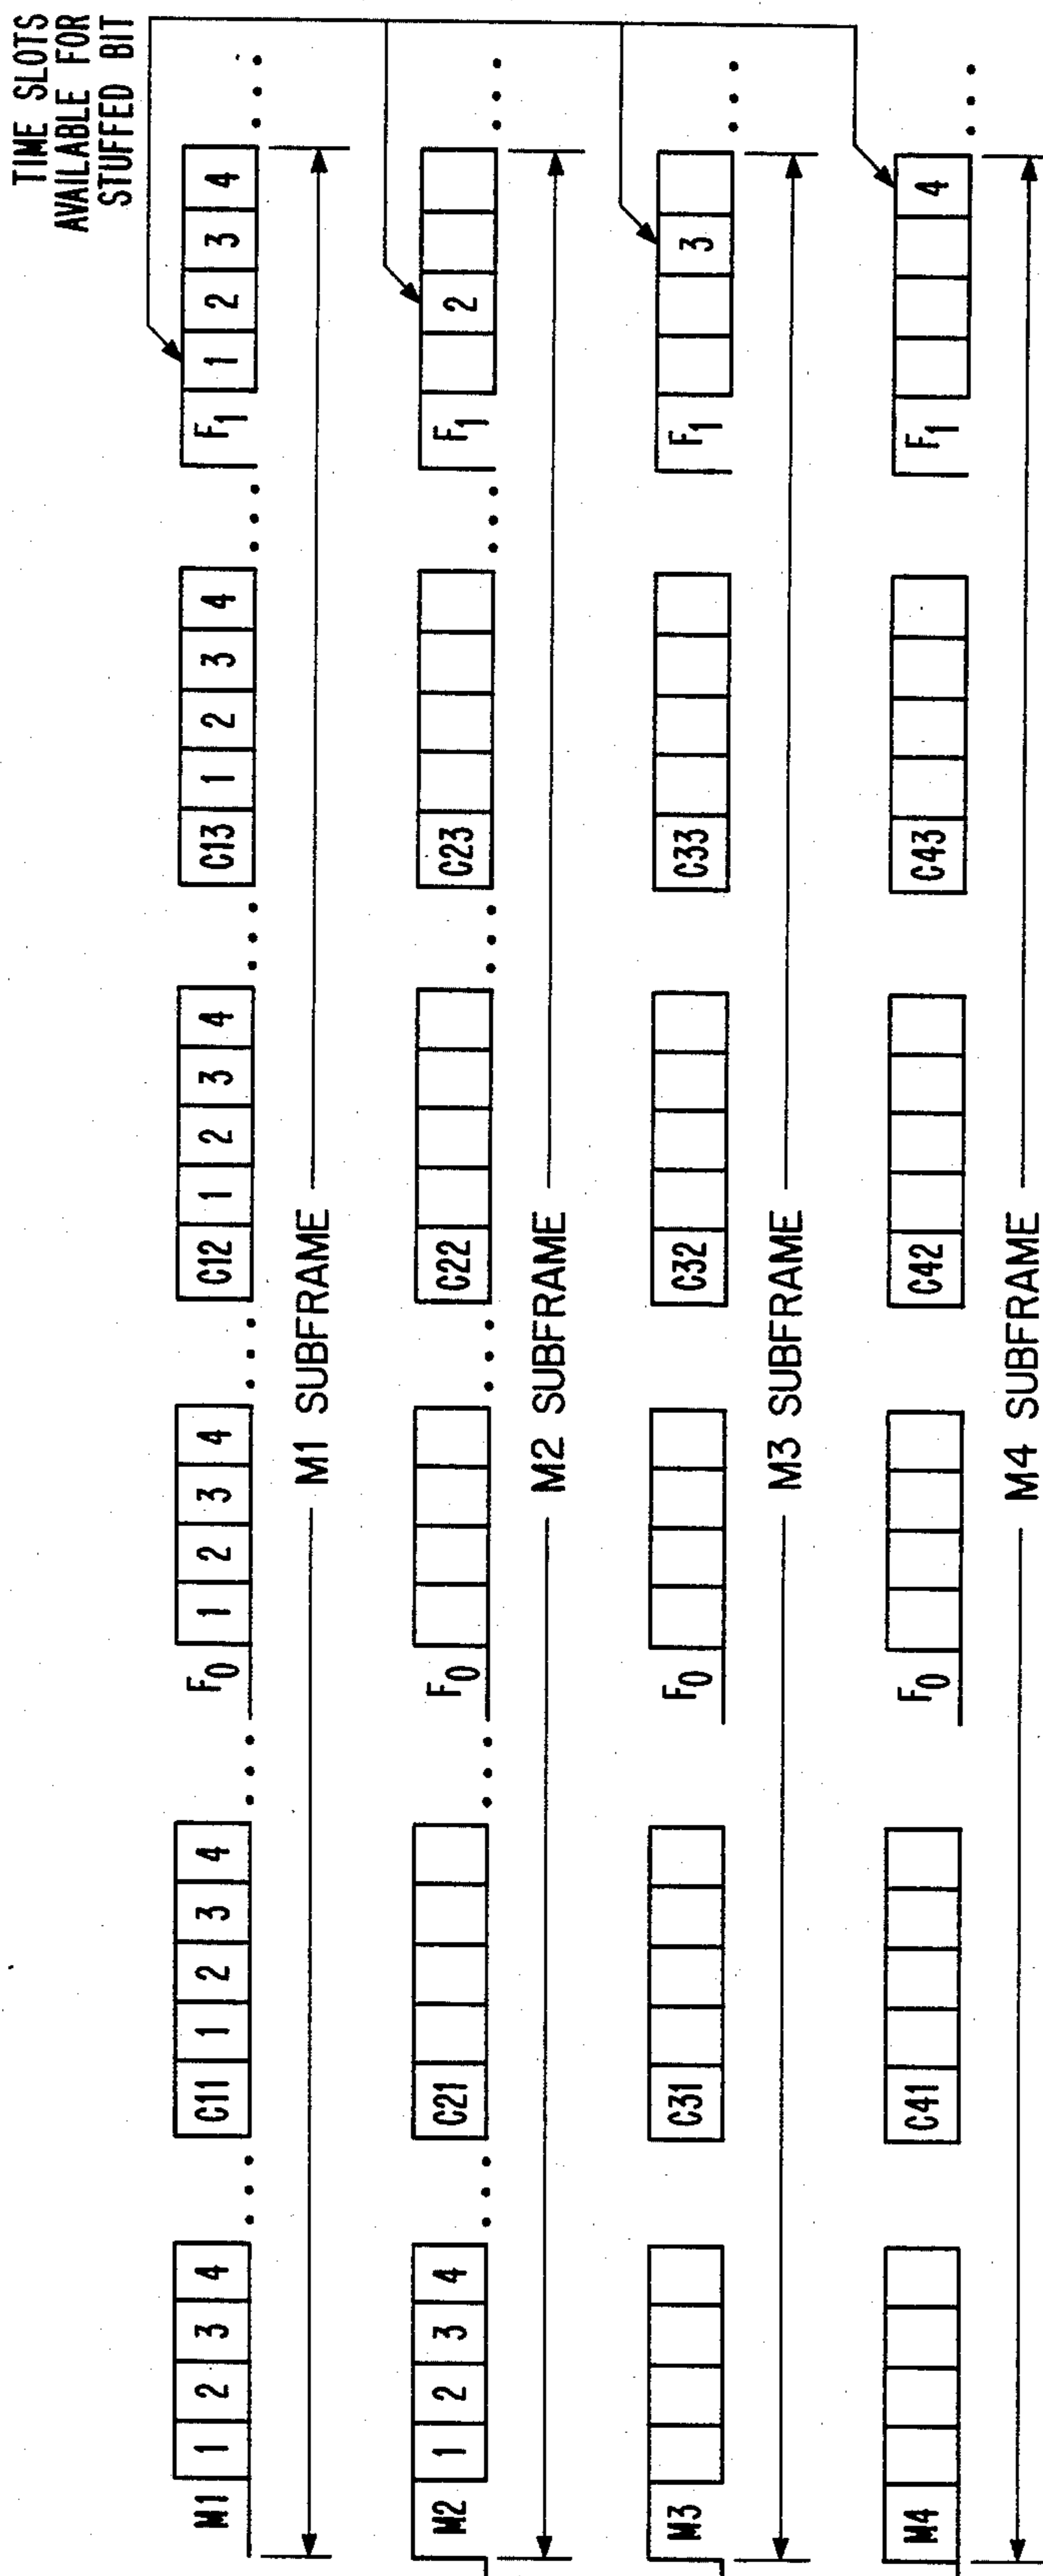 TIME SLOTS
AVAILABLE FOR
STUFFED BIT
M1 1 2 3 4 ... C11 1 2 3 4 ... F0 1 2 3 4 ... C12 1 2 3 4 ... C13 1 2 3 4 ... F1 1 2 3 4 ...
M1 SUBFRAME
M2 1 2 3 4 ... C21 ... F0 ... C22 ... C23 ... F1 2 ...
M2 SUBFRAME
M3 C31 F0 C32 C33 F1 3 ...
M3 SUBFRAME
M4 C41 F0 C42 C43 F1 4 ...
M4 SUBFRAME